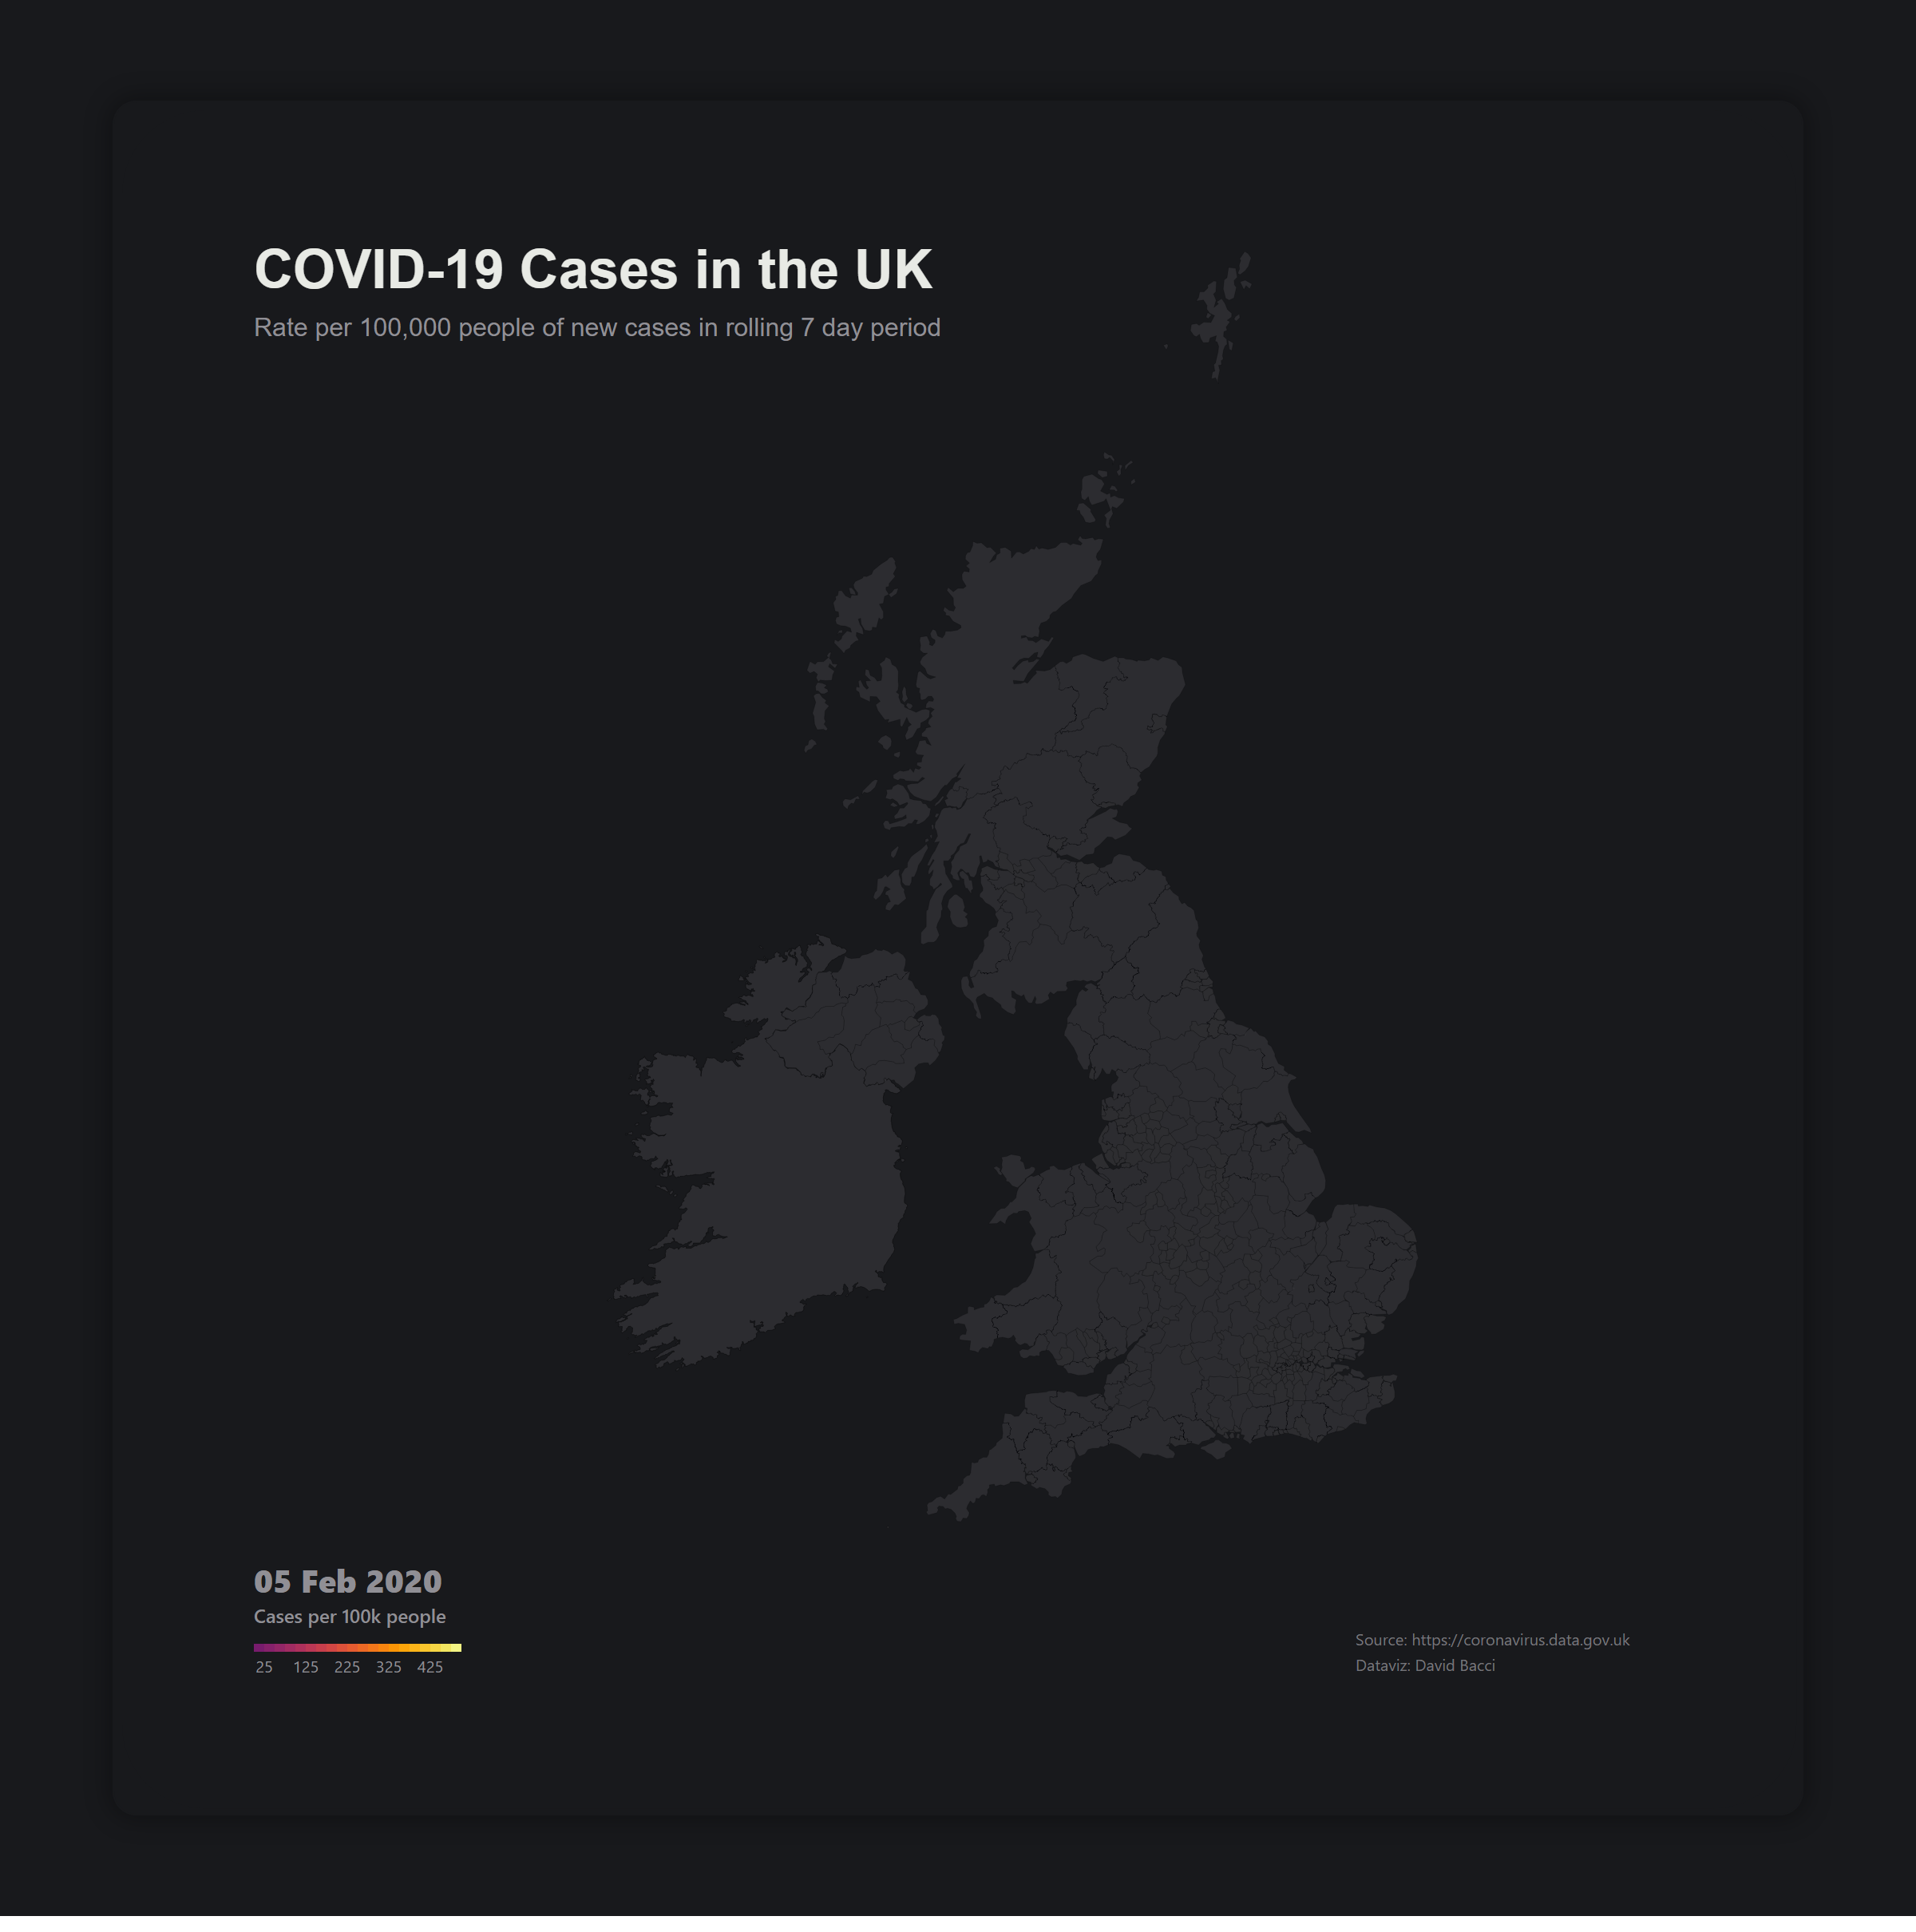 COVID-19 Cases in the UK
Rate per 100,000 people of new cases in rolling 7 day period
05 Feb 2020
Cases per 100k people
25 125 225 325 425
Source: https://coronavirus.data.gov.uk
Dataviz: David Bacci